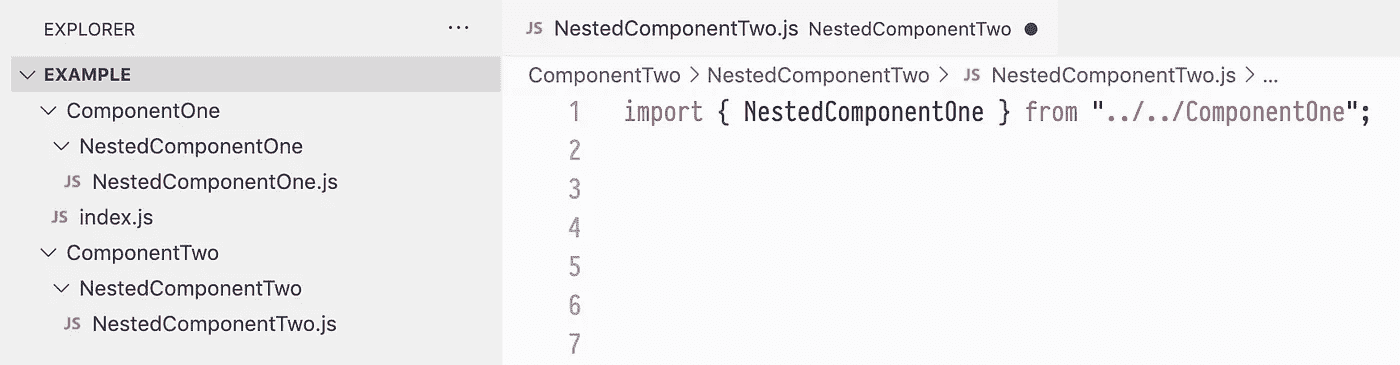 EXPLORER ...
EXAMPLE
ComponentOne
NestedComponentOne
JS NestedComponentOne.js
JS index.js
ComponentTwo
NestedComponentTwo
JS NestedComponentTwo.js
JS NestedComponentTwo.js NestedComponentTwo ●
ComponentTwo > NestedComponentTwo > JS NestedComponentTwo.js > ...
1 import { NestedComponentOne } from "../../ComponentOne";
2
3
4
5
6
7